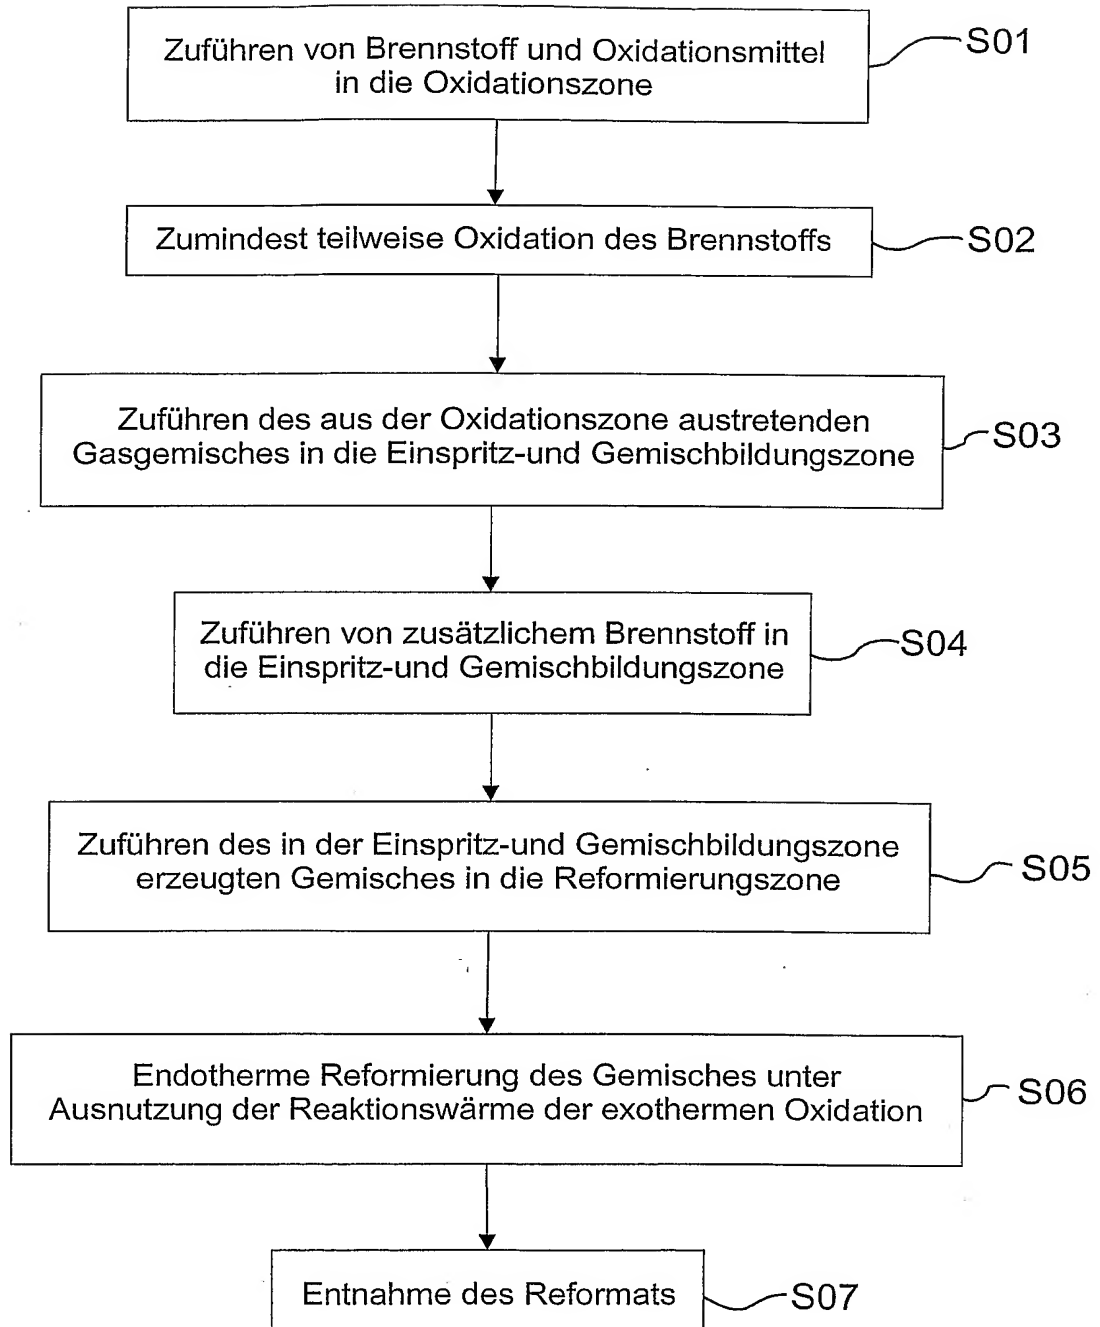 Zuführen von Brennstoff und Oxidationsmittel
in die Oxidationszone
S01
Zumindest teilweise Oxidation des Brennstoffs
S02
Zuführen des aus der Oxidationszone austretenden
Gasgemisches in die Einspritz-und Gemischbildungszone
S03
Zuführen von zusätzlichem Brennstoff in
die Einspritz-und Gemischbildungszone
S04
Zuführen des in der Einspritz-und Gemischbildungszone
erzeugten Gemisches in die Reformierungszone
S05
Endotherme Reformierung des Gemisches unter
Ausnutzung der Reaktionswärme der exothermen Oxidation
S06
Entnahme des Reformats
S07